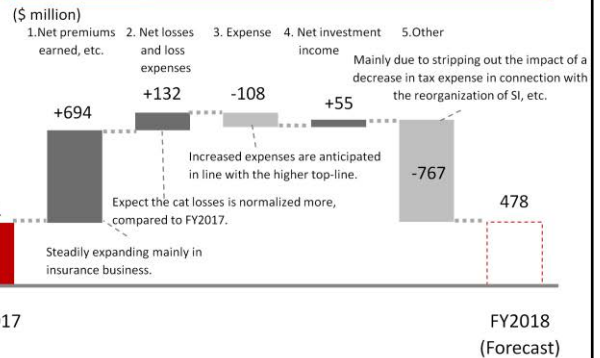 ($ million)
1.Net premiums earned, etc.
2. Net losses and loss expenses
3. Expense
4. Net investment income
5.Other
Mainly due to stripping out the impact of a
decrease in tax expense in connection with
the reorganization of SI, etc.
+694
+132
-108
+55
-767
478
Increased expenses are anticipated
in line with the higher top-line.
Expect the cat losses is normalized more,
compared to FY2017.
Steadily expanding mainly in
insurance business.
17
FY2018
(Forecast)